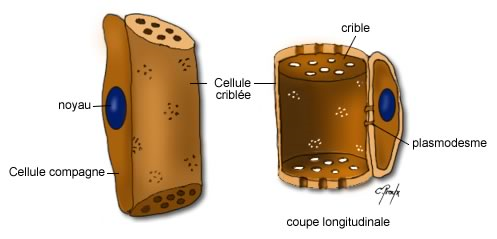 crible
Cellule
criblée
noyau
plasmodesme
Cellule compagne
coupe longitudinale